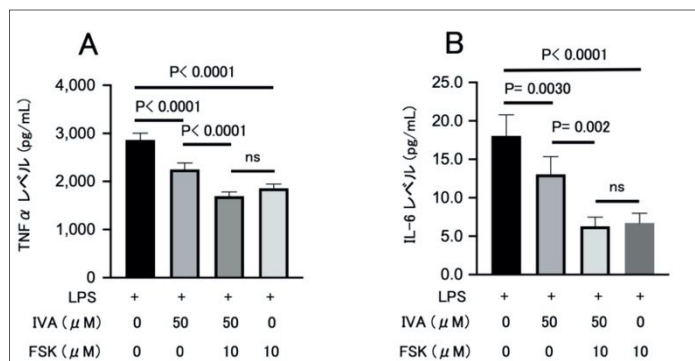 A
TNFα レベル (pg/mL)
4,000
3,000
2,000
1,000
0
P< 0.0001
P< 0.0001
P< 0.0001
ns
LPS + + + +
IVA (μM) 0 50 50 0
FSK (μM) 0 0 10 10
B
IL-6 レベル (pg/mL)
25.0
20.0
15.0
10.0
5.0
0
P< 0.0001
P= 0.0030
P= 0.002
ns
LPS + + + +
IVA (μM) 0 50 50 0
FSK (μM) 0 0 10 10